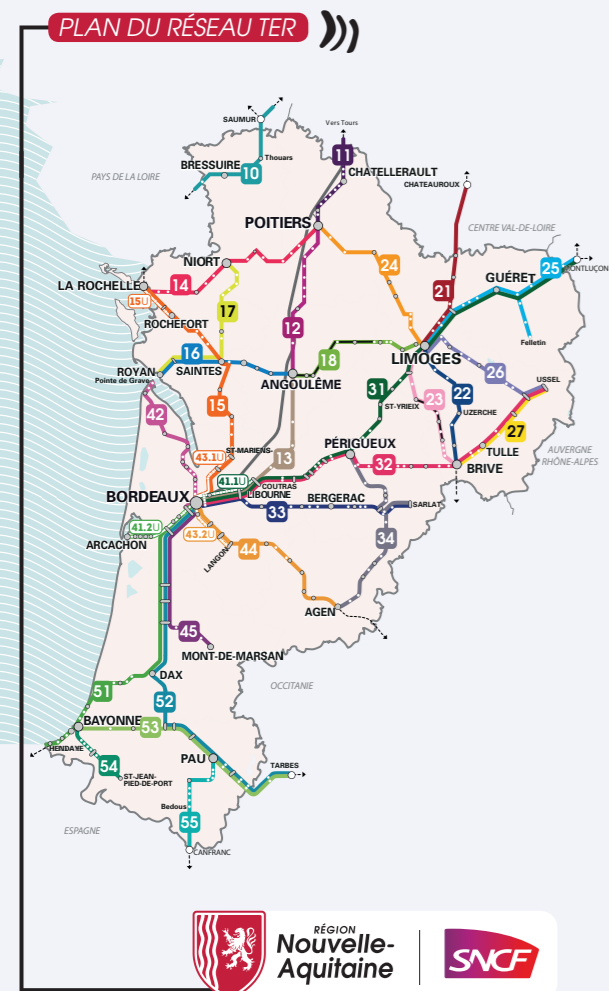 PLAN DU RÉSEAU TER
SAUMUR
Vers Tours
Thouars
BRESSUIRE
10
11
CHATELLERAULT
PAYS DE LA LOIRE
CHATEAUROUX
POITIERS
CENTRE VAL-DE-LOIRE
NIORT
24
25
GUÉRET
MONTLUÇON
LA ROCHELLE
14
21
15U
17
ROCHEFORT
12
Felletin
16
18
LIMOGES
ROYAN
SAINTES
26
Pointe de Grave
ANGOULÊME
USSEL
31
23
22
42
15
ST-YRIEIX
UZERCHE
27
ST-MARIENS
PÉRIGUEUX
TULLE
AUVERGNE
RHÔNE-ALPES
43.1U
13
32
BRIVE
41.1U
COUTRAS
BORDEAUX
LIBOURNE
BERGERAC
33
SARLAT
41.2U
43.2U
ARCACHON
34
LANGON
44
AGEN
45
MONT-DE-MARSAN
DAX
OCCITANIE
51
52
BAYONNE
53
HENDAYE
PAU
54
TARBES
ST-JEAN-
PIED-DE-PORT
Bedous
55
ESPAGNE
CANFRANC
RÉGION
Nouvelle-
Aquitaine
SNCF